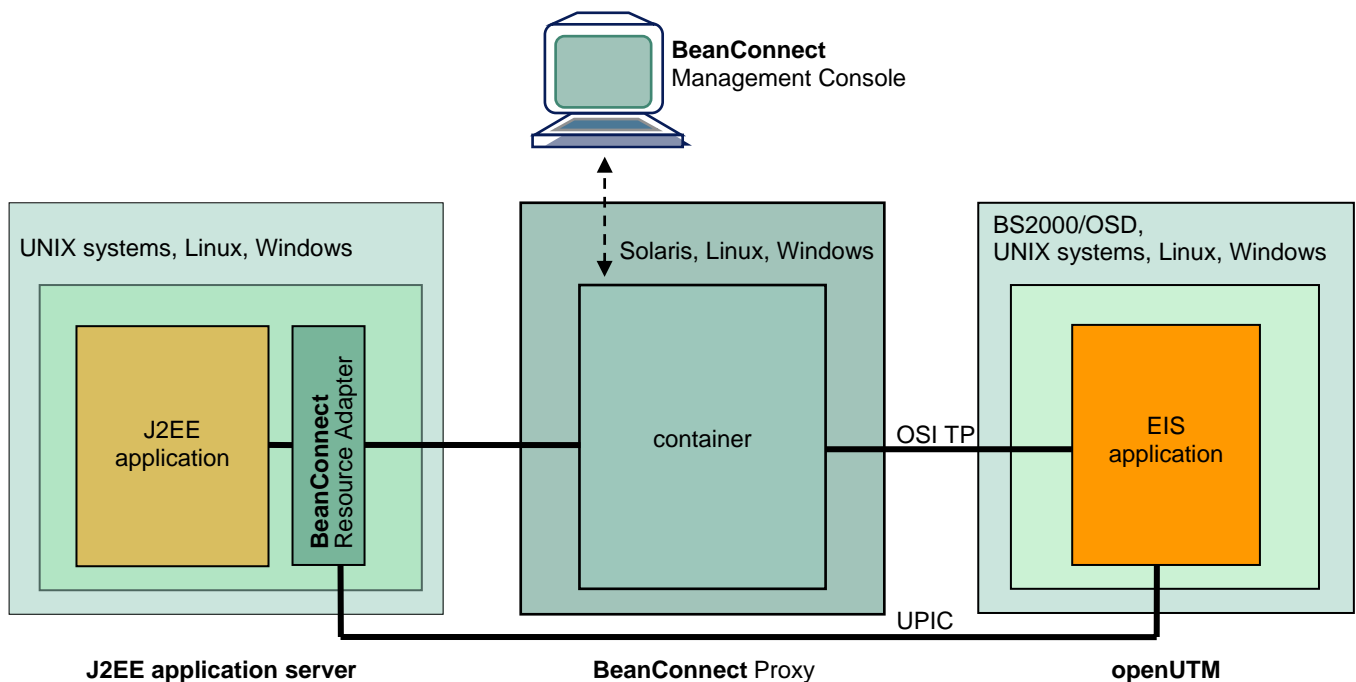 BeanConnect
Management Console
UNIX systems, Linux, Windows
Solaris, Linux, Windows
BS2000/OSD,
UNIX systems, Linux, Windows
J2EE
application
BeanConnect
Resource Adapter
container
OSI TP
EIS
application
UPIC
J2EE application server
BeanConnect Proxy
openUTM